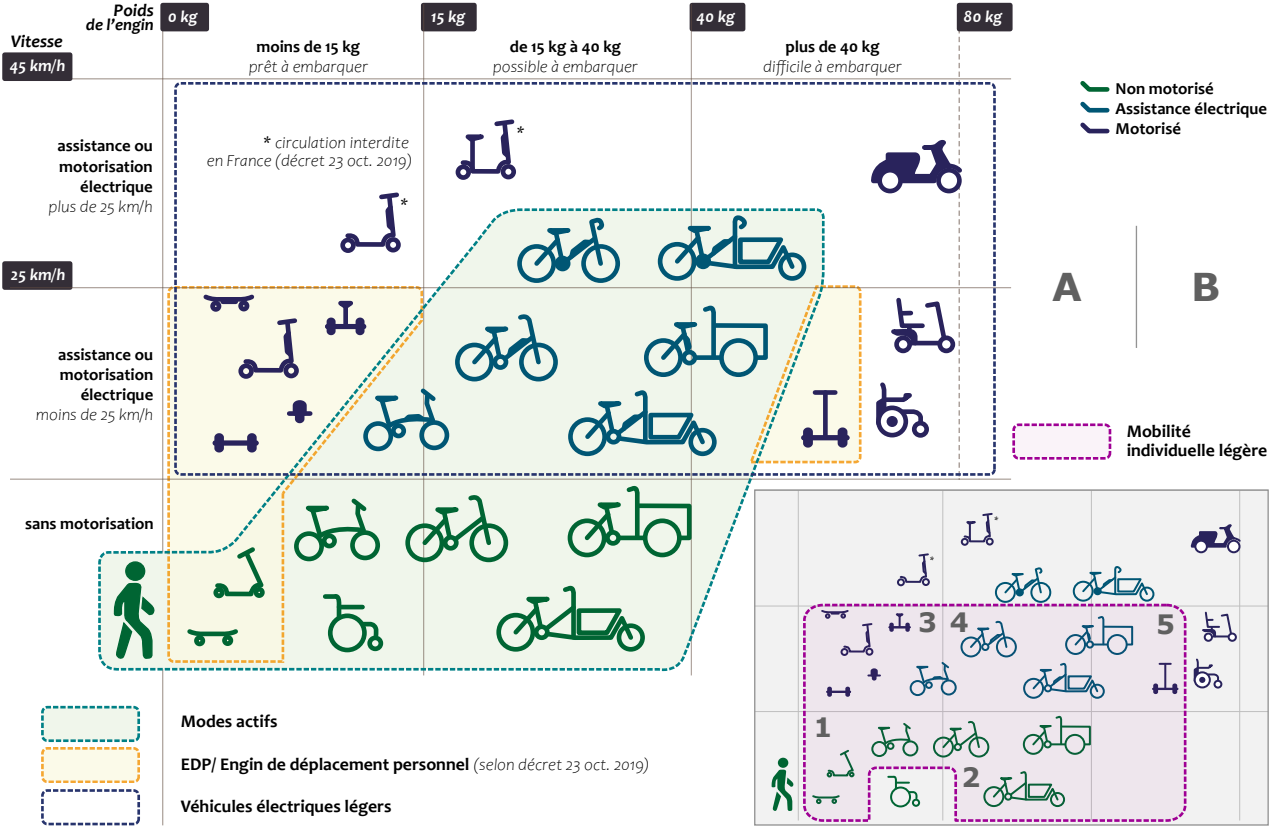 Poids
de l'engin
0 kg
15 kg
40 kg
80 kg
Vitesse
45 km/h
moins de 15 kg
prêt à embarquer
de 15 kg à 40 kg
possible à embarquer
plus de 40 kg
difficile à embarquer
Non motorisé
Assistance électrique
Motorisé
* circulation interdite
en France (décret 23 oct. 2019)
*
*
assistance ou
motorisation
électrique
plus de 25 km/h
25 km/h
A
B
assistance ou
motorisation
électrique
moins de 25 km/h
Mobilité
individuelle légère
sans motorisation
*
*
3
4
5
1
2
Modes actifs
EDP/ Engin de déplacement personnel (selon décret 23 oct. 2019)
Véhicules électriques légers